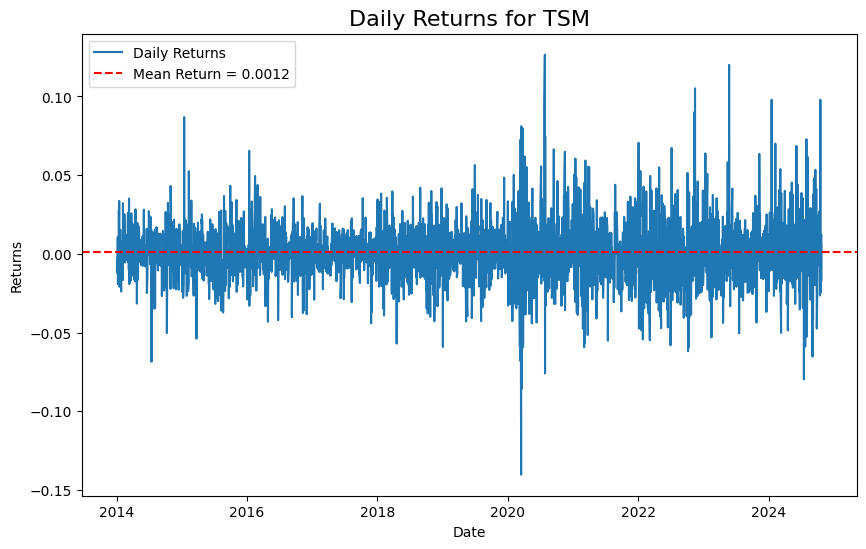 Daily Returns for TSM
Daily Returns
Mean Return = 0.0012
0.10
0.05
0.00
−0.05
−0.10
−0.15
Returns
2014 2016 2018 2020 2022 2024
Date